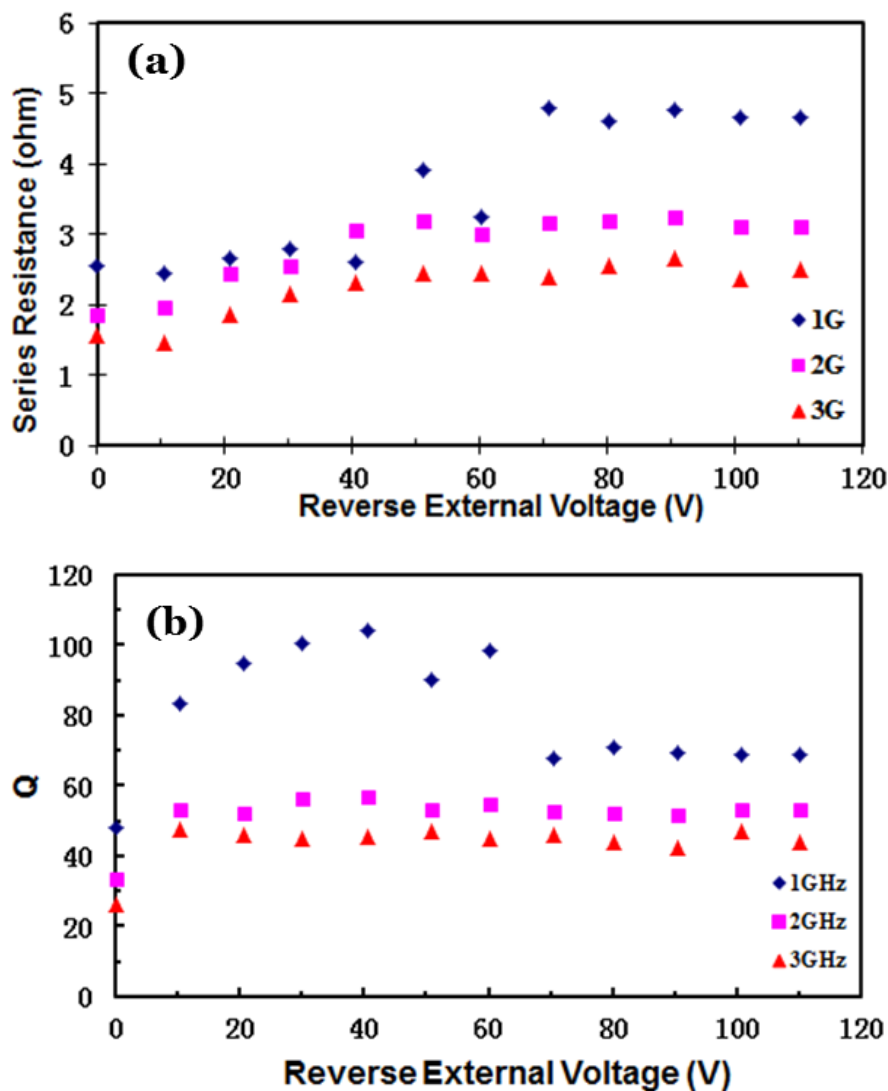 (a)
Series Resistance (ohm)
6
5
4
3
2
1
0
0 20 40 60 80 100 120
Reverse External Voltage (V)
1G
2G
3G
(b)
Q
120
100
80
60
40
20
0
0 20 40 60 80 100 120
Reverse External Voltage (V)
1GHz
2GHz
3GHz